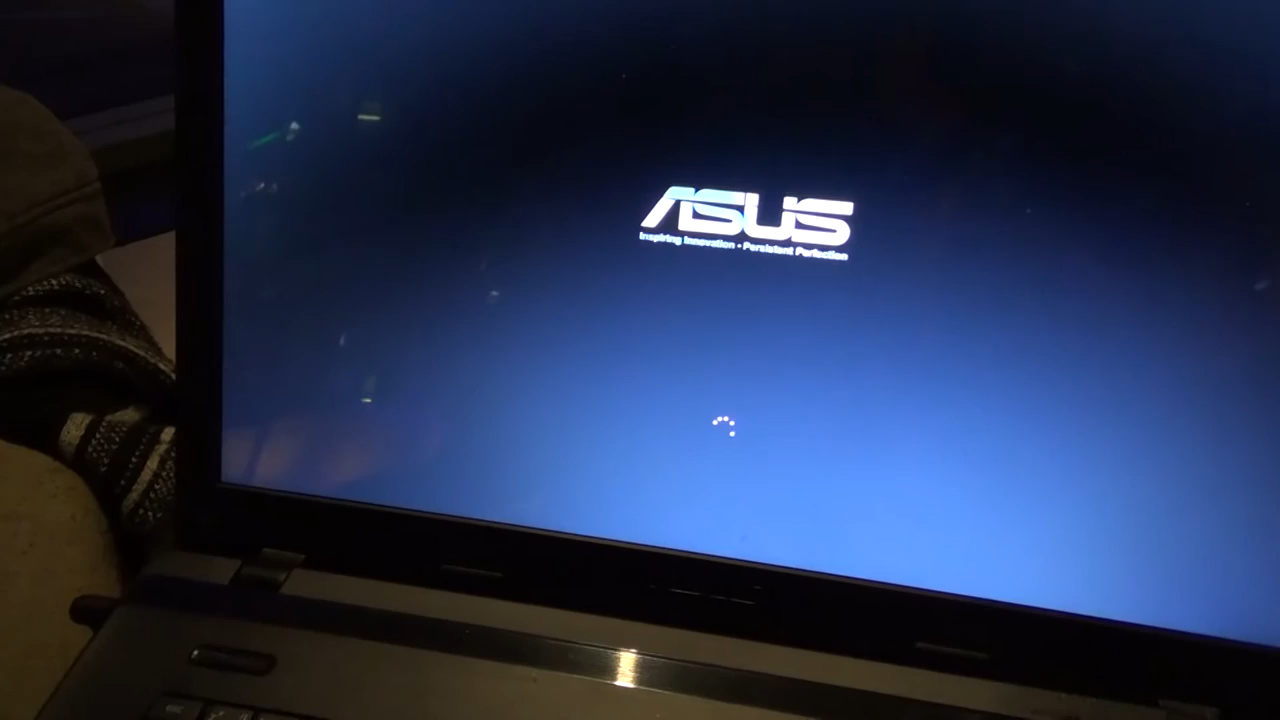 ASUS
Inspiring Innovation • Persistent Perfection